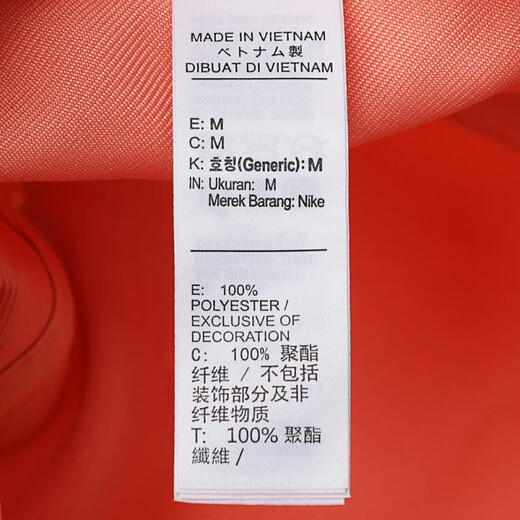 MADE IN VIETNAM
ベトナム製
DIBUAT DI VIETNAM
E: M
C: M
K: 호칭(Generic): M
IN: Ukuran: M
Merek Barang: Nike
E: 100%
POLYESTER /
EXCLUSIVE OF
DECORATION
C: 100% 聚酯
纤维 / 不包括
装饰部分及非
纤维物质
T: 100% 聚酯
纖維 /